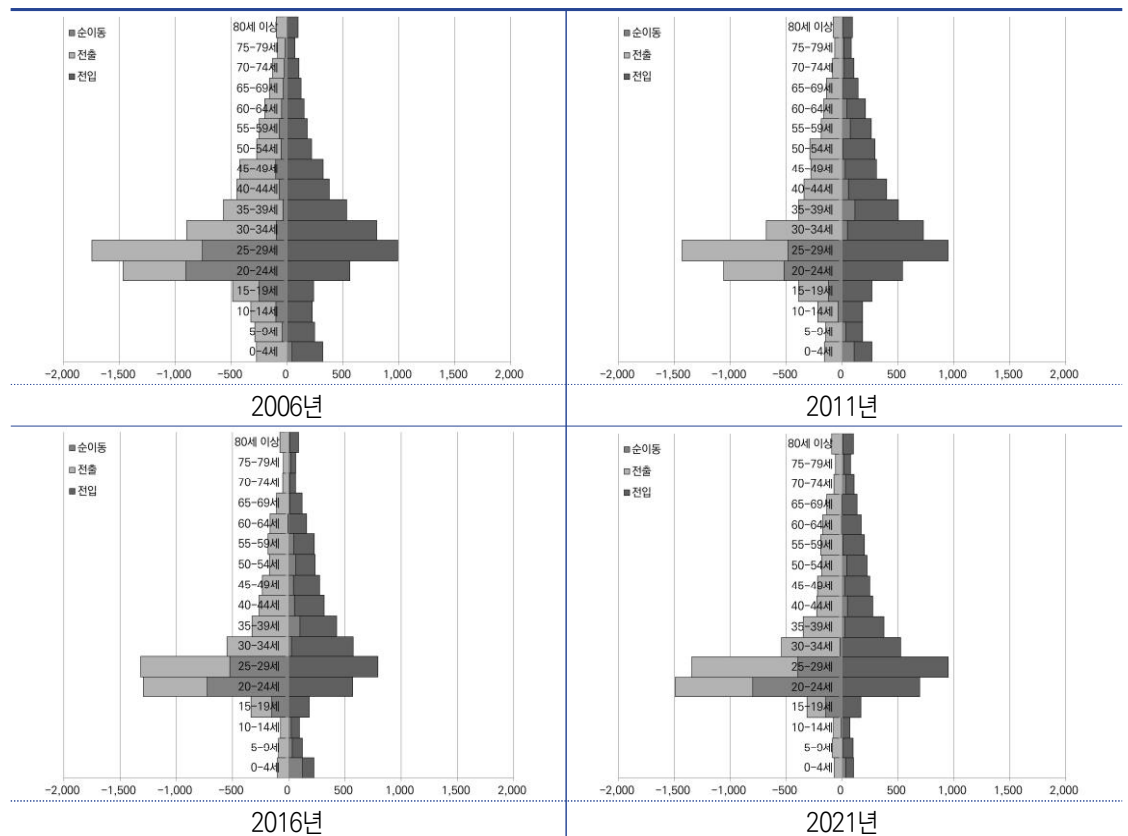 순이동
전출
전입
80세 이상
75-79세
70-74세
65-69세
60-64세
55-59세
50-54세
45-49세
40-44세
35-39세
30-34세
25-29세
20-24세
15-19세
10-14세
5-9세
0-4세
-2,000 -1,500 -1,000 -500 0 500 1,000 1,500 2,000
2006년
순이동
전출
전입
80세 이상
75-79세
70-74세
65-69세
60-64세
55-59세
50-54세
45-49세
40-44세
35-39세
30-34세
25-29세
20-24세
15-19세
10-14세
5-9세
0-4세
-2,000 -1,500 -1,000 -500 0 500 1,000 1,500 2,000
2011년
순이동
전출
전입
80세 이상
75-79세
70-74세
65-69세
60-64세
55-59세
50-54세
45-49세
40-44세
35-39세
30-34세
25-29세
20-24세
15-19세
10-14세
5-9세
0-4세
-2,000 -1,500 -1,000 -500 0 500 1,000 1,500 2,000
2016년
순이동
전출
전입
80세 이상
75-79세
70-74세
65-69세
60-64세
55-59세
50-54세
45-49세
40-44세
35-39세
30-34세
25-29세
20-24세
15-19세
10-14세
5-9세
0-4세
-2,000 -1,500 -1,000 -500 0 500 1,000 1,500 2,000
2021년